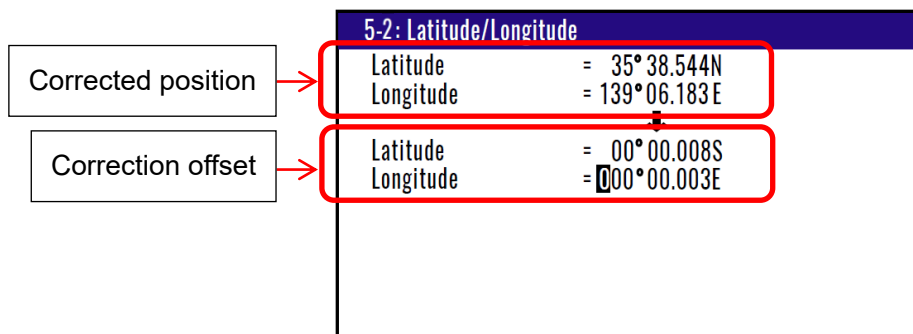 5-2: Latitude/Longitude
Corrected position
Latitude = 35° 38.544N
Longitude = 139° 06.183 E
Correction offset
Latitude = 00° 00.008S
Longitude = 000° 00.003E